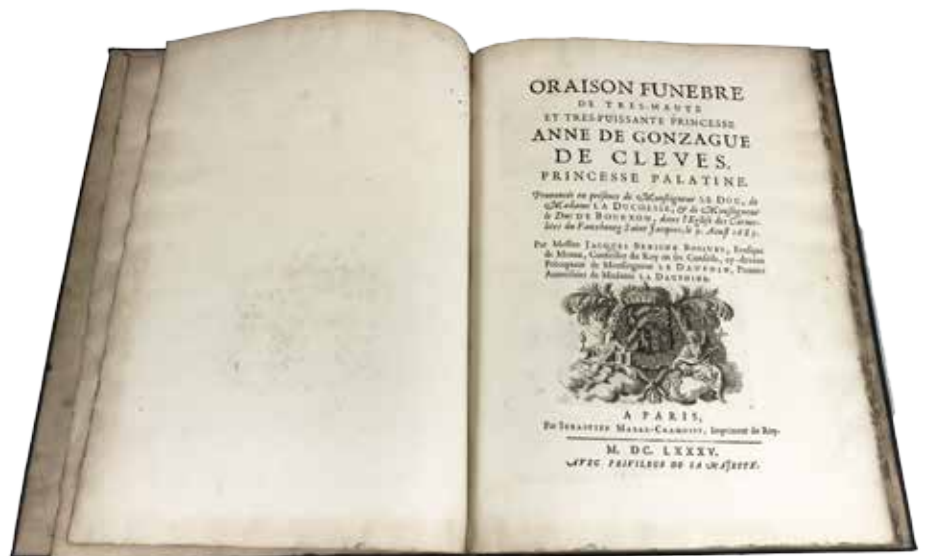 ORAISON FUNEBRE
DE TRES-HAUTE
ET TRES-PUISSANTE PRINCESSE
ANNE DE GONZAGUE
DE CLEVES,
PRINCESSE PALATINE.
Prononcée en présence de Monseigneur LE DUC, de
Madame LA DUCHESSE, & de Monseigneur
le Duc DE BOURBON, dans l'Eglise des Carme-
lites du Fauxbourg Saint Jacques, le 9. Aoust 1685.
Par Messire JACQUES BENIGNE BOSSUET, Evesque
de Meaux, Conseiller du Roy en ses Conseils, cy-devant
Precepteur de Monseigneur LE DAUPHIN, Premier
Aumosnier de Madame LA DAUPHINE.
A PARIS,
Par SEBASTIEN MABRE-CRAMOISY, Imprimeur du Roy.
M. DC. LXXXV.
AVEC PRIVILEGE DE SA MAJESTÉ.